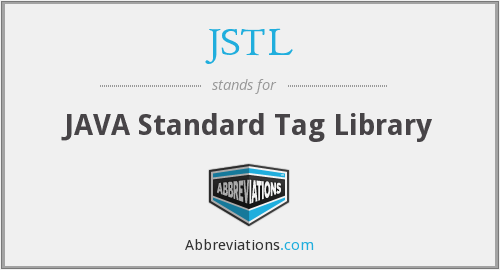 JSTL
stands for
JAVA Standard Tag Library
ABBREVIATIONS
Abbreviations.com